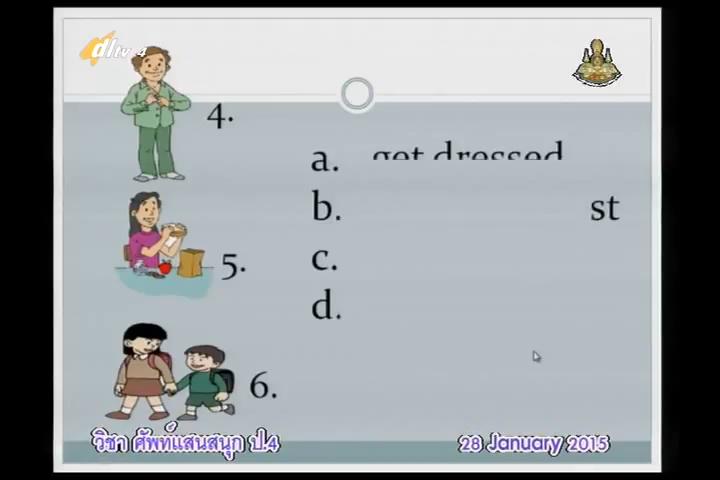 dltv 4
4.
a. get dressed
b. st
5.
c.
d.
6.
วิชา ศัพท์แสนสนุก ป.4
28 January 2015